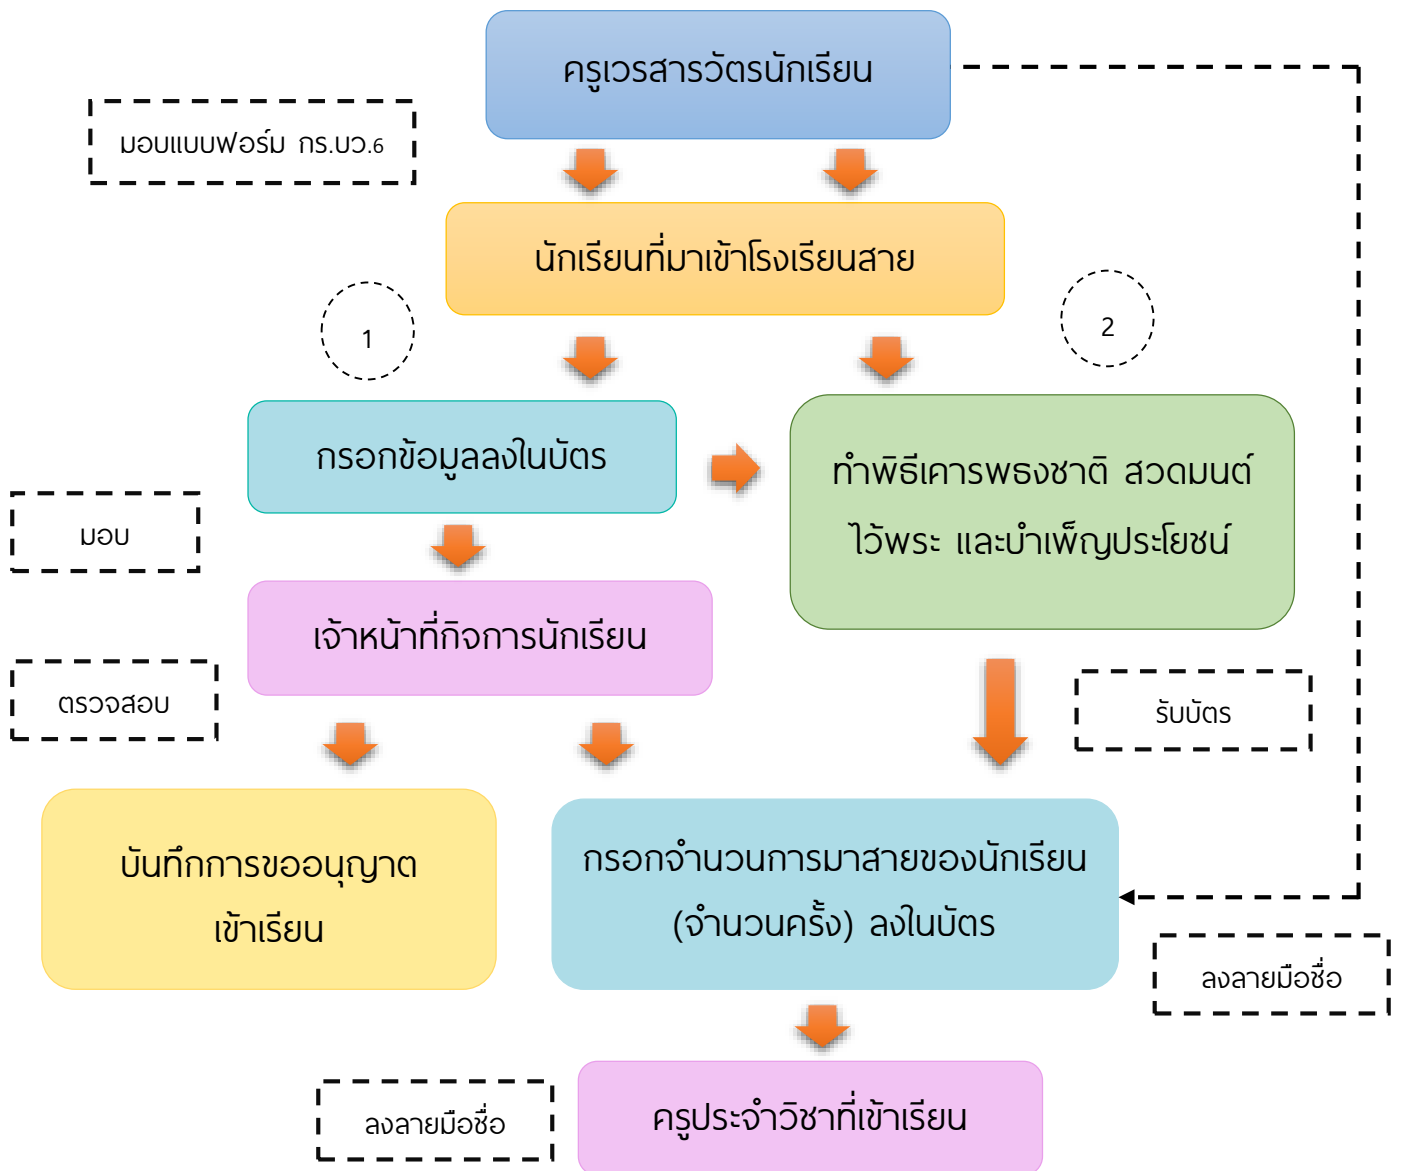 ครูเวรสารวัตรนักเรียน
มอบแบบฟอร์ม กร.บว.6
นักเรียนที่มาเข้าโรงเรียนสาย
1
2
กรอกข้อมูลลงในบัตร
ทำพิธีเคารพธงชาติ สวดมนต์
ไว้พระ และบำเพ็ญประโยชน์
มอบ
เจ้าหน้าที่กิจการนักเรียน
ตรวจสอบ
รับบัตร
บันทึกการขออนุญาต
เข้าเรียน
กรอกจำนวนการมาสายของนักเรียน
(จำนวนครั้ง) ลงในบัตร
ลงลายมือชื่อ
ลงลายมือชื่อ
ครูประจำวิชาที่เข้าเรียน